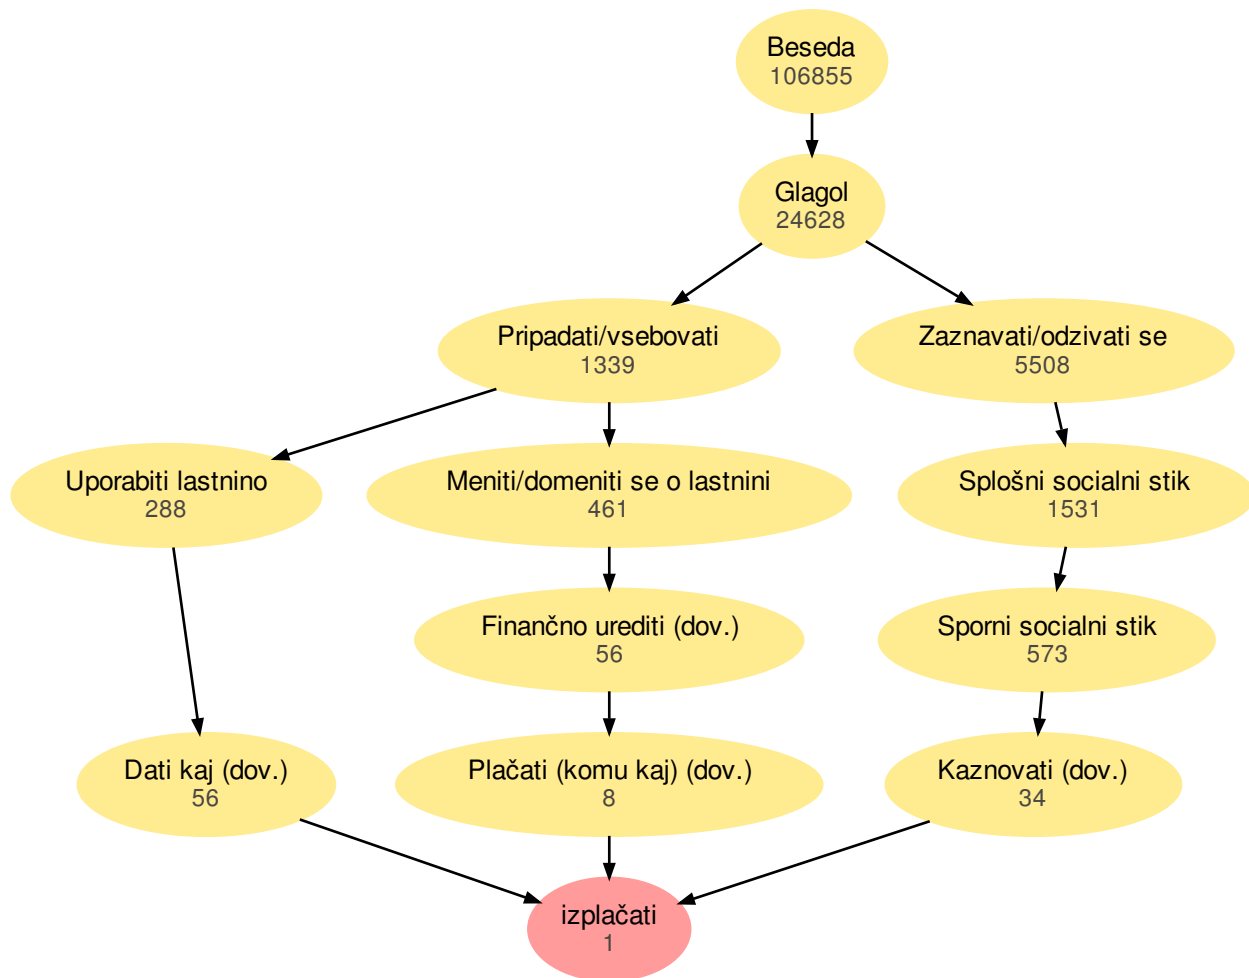 Beseda
106855
Glagol
24628
Pripadati/vsebovati
1339
Zaznavati/odzivati se
5508
Uporabiti lastnino
288
Meniti/domeniti se o lastnini
461
Splošni socialni stik
1531
Finančno urediti (dov.)
56
Sporni socialni stik
573
Dati kaj (dov.)
56
Plačati (komu kaj) (dov.)
8
Kaznovati (dov.)
34
izplačati
1